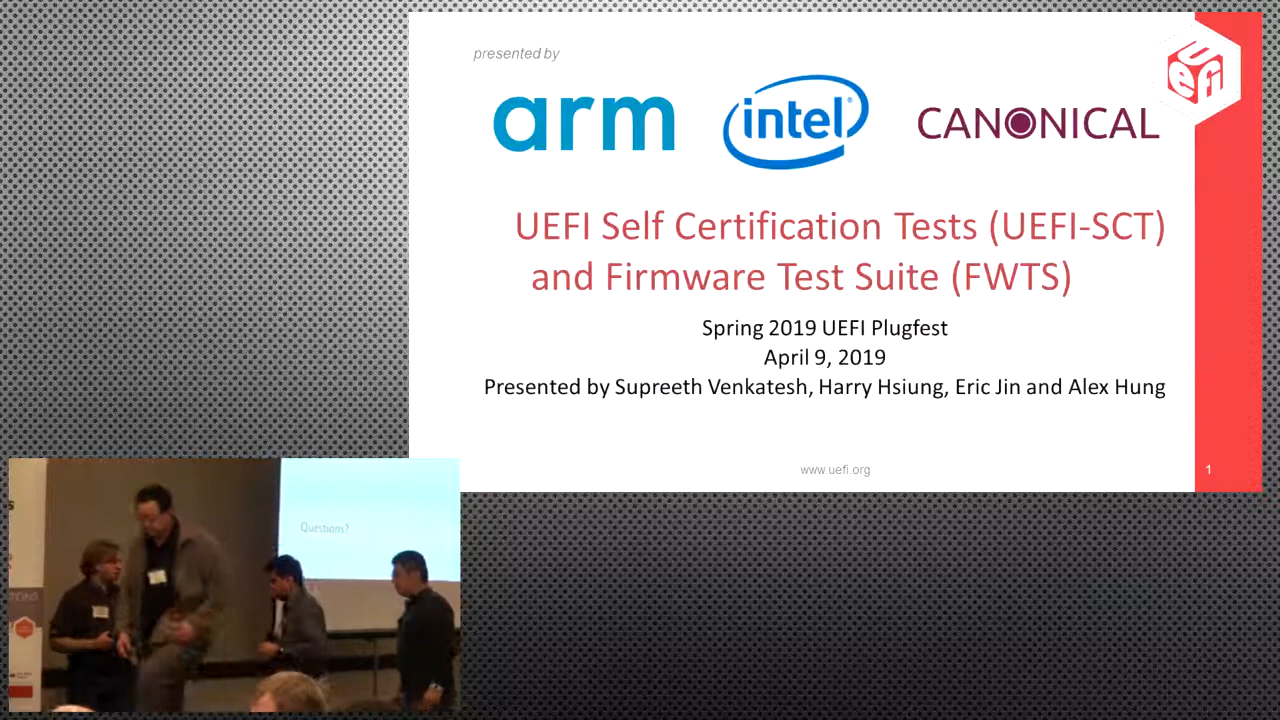 presented by
arm
intel
CANONICAL
UEFI
UEFI Self Certification Tests (UEFI-SCT)
and Firmware Test Suite (FWTS)
Spring 2019 UEFI Plugfest
April 9, 2019
Presented by Supreeth Venkatesh, Harry Hsiung, Eric Jin and Alex Hung
www.uefi.org
1
Questions?